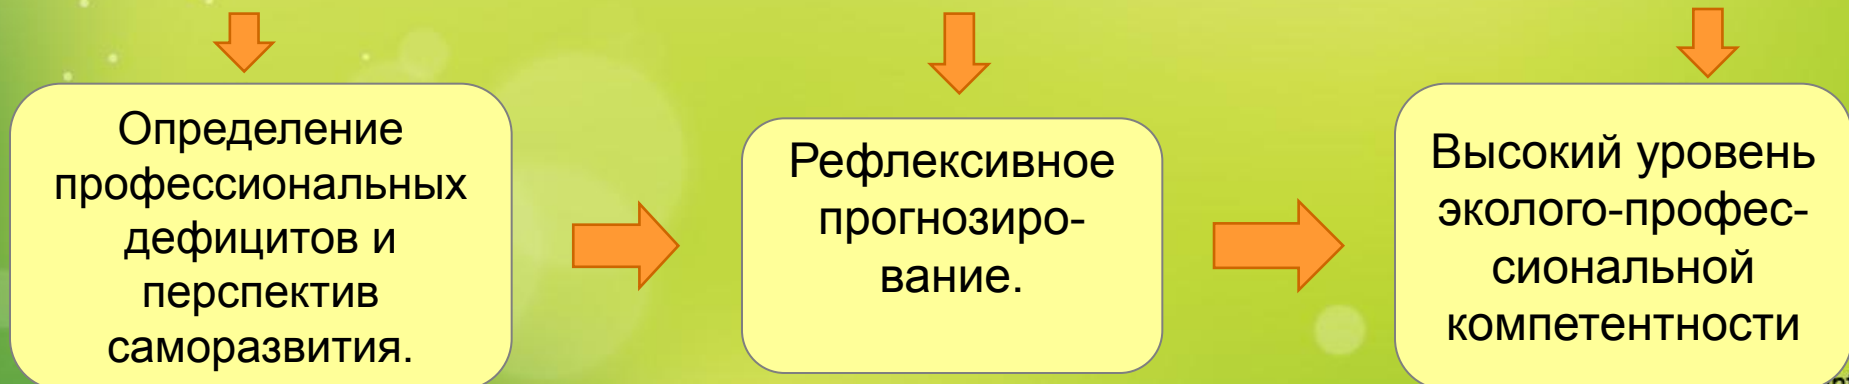 Определение
профессиональных
дефицитов и
перспектив
саморазвития.
Рефлексивное
прогнозиро-
вание.
Высокий уровень
эколого-профес-
сиональной
компетентности